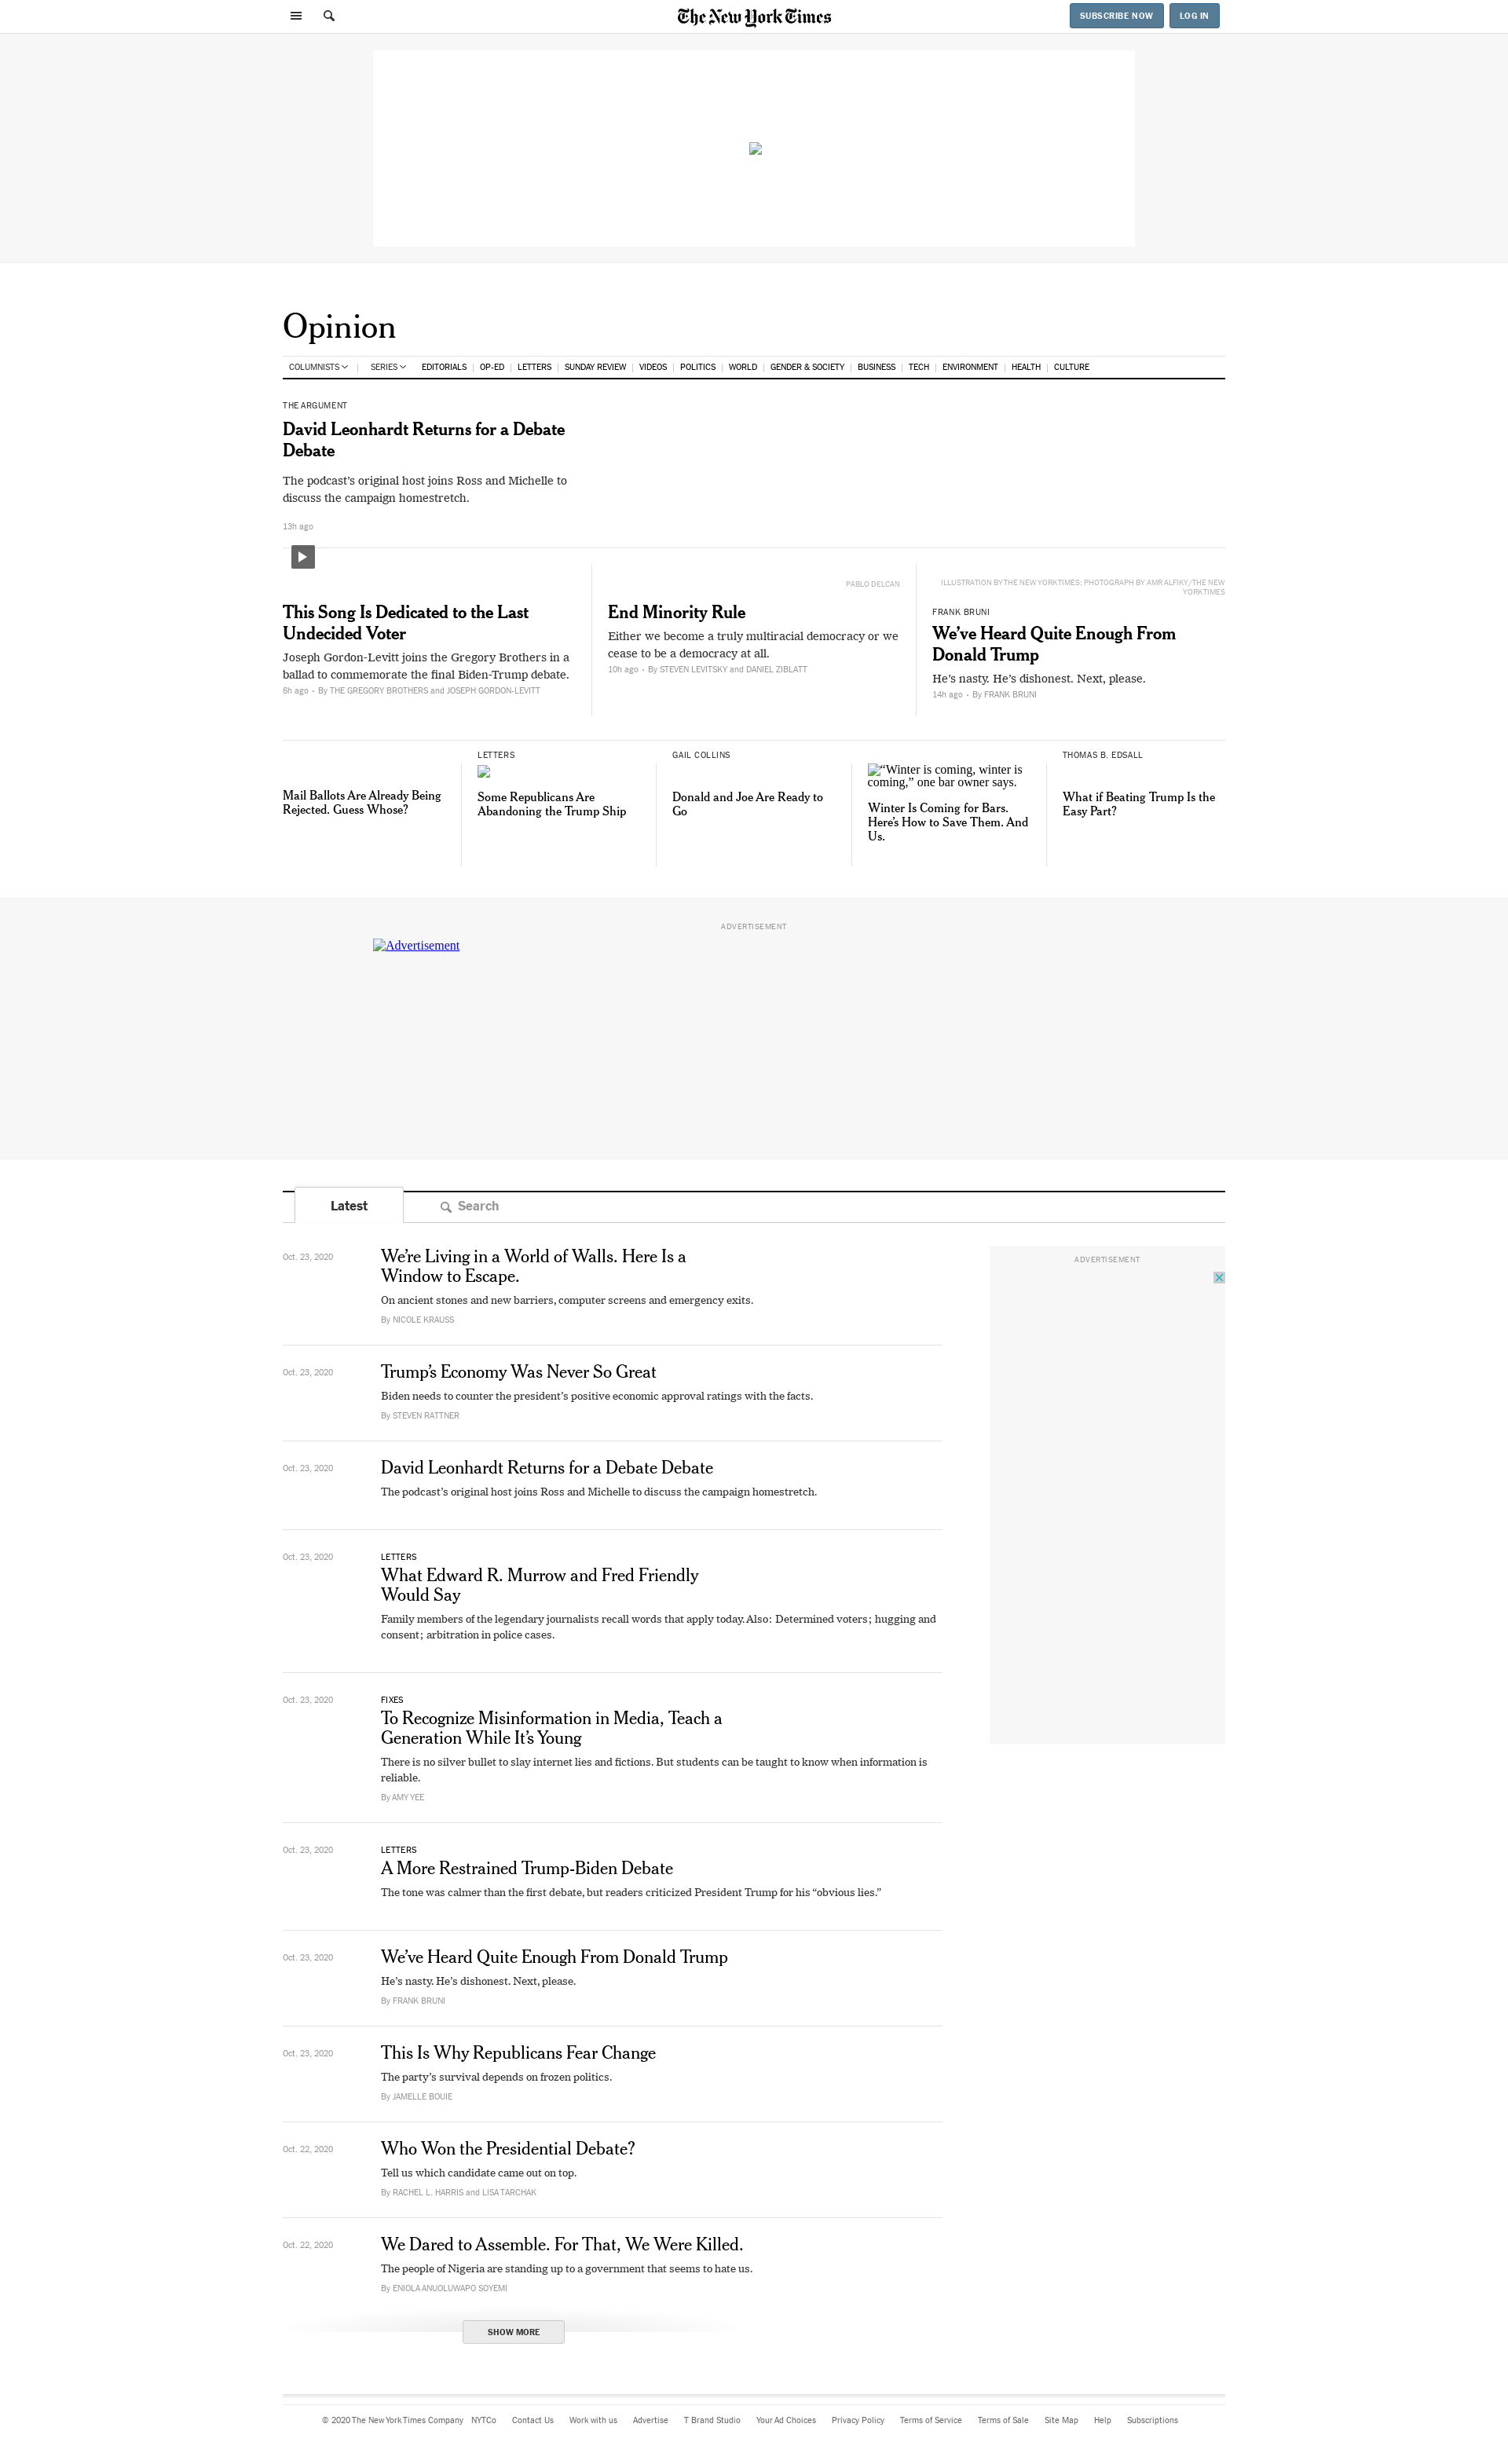 The New York Times
SUBSCRIBE NOW
LOG IN
Opinion
COLUMNISTS SERIES EDITORIALS OP-ED LETTERS SUNDAY REVIEW VIDEOS POLITICS WORLD GENDER & SOCIETY BUSINESS TECH ENVIRONMENT HEALTH CULTURE
THE ARGUMENT
David Leonhardt Returns for a Debate
Debate
The podcast’s original host joins Ross and Michelle to
discuss the campaign homestretch.
13h ago
This Song Is Dedicated to the Last
Undecided Voter
Joseph Gordon-Levitt joins the Gregory Brothers in a
ballad to commemorate the final Biden-Trump debate.
6h ago • By THE GREGORY BROTHERS and JOSEPH GORDON-LEVITT
PABLO DELCAN
End Minority Rule
Either we become a truly multiracial democracy or we
cease to be a democracy at all.
10h ago • By STEVEN LEVITSKY and DANIEL ZIBLATT
ILLUSTRATION BY THE NEW YORK TIMES; PHOTOGRAPH BY AMR ALFIKY/THE NEW
YORK TIMES
FRANK BRUNI
We’ve Heard Quite Enough From
Donald Trump
He’s nasty. He’s dishonest. Next, please.
14h ago • By FRANK BRUNI
Mail Ballots Are Already Being
Rejected. Guess Whose?
LETTERS
Some Republicans Are
Abandoning the Trump Ship
GAIL COLLINS
Donald and Joe Are Ready to
Go
“Winter is coming, winter is
coming,” one bar owner says.
Winter Is Coming for Bars.
Here’s How to Save Them. And
Us.
THOMAS B. EDSALL
What if Beating Trump Is the
Easy Part?
ADVERTISEMENT
Advertisement
Latest
Search
Oct. 23, 2020
We’re Living in a World of Walls. Here Is a
Window to Escape.
On ancient stones and new barriers, computer screens and emergency exits.
By NICOLE KRAUSS
ADVERTISEMENT
Oct. 23, 2020
Trump’s Economy Was Never So Great
Biden needs to counter the president’s positive economic approval ratings with the facts.
By STEVEN RATTNER
Oct. 23, 2020
David Leonhardt Returns for a Debate Debate
The podcast’s original host joins Ross and Michelle to discuss the campaign homestretch.
Oct. 23, 2020
LETTERS
What Edward R. Murrow and Fred Friendly
Would Say
Family members of the legendary journalists recall words that apply today. Also: Determined voters; hugging and
consent; arbitration in police cases.
Oct. 23, 2020
FIXES
To Recognize Misinformation in Media, Teach a
Generation While It’s Young
There is no silver bullet to slay internet lies and fictions. But students can be taught to know when information is
reliable.
By AMY YEE
Oct. 23, 2020
LETTERS
A More Restrained Trump-Biden Debate
The tone was calmer than the first debate, but readers criticized President Trump for his “obvious lies.”
Oct. 23, 2020
We’ve Heard Quite Enough From Donald Trump
He’s nasty. He’s dishonest. Next, please.
By FRANK BRUNI
Oct. 23, 2020
This Is Why Republicans Fear Change
The party’s survival depends on frozen politics.
By JAMELLE BOUIE
Oct. 22, 2020
Who Won the Presidential Debate?
Tell us which candidate came out on top.
By RACHEL L. HARRIS and LISA TARCHAK
Oct. 22, 2020
We Dared to Assemble. For That, We Were Killed.
The people of Nigeria are standing up to a government that seems to hate us.
By ENIOLA ANUOLUWAPO SOYEMI
SHOW MORE
© 2020 The New York Times Company NYTCo Contact Us Work with us Advertise T Brand Studio Your Ad Choices Privacy Policy Terms of Service Terms of Sale Site Map Help Subscriptions